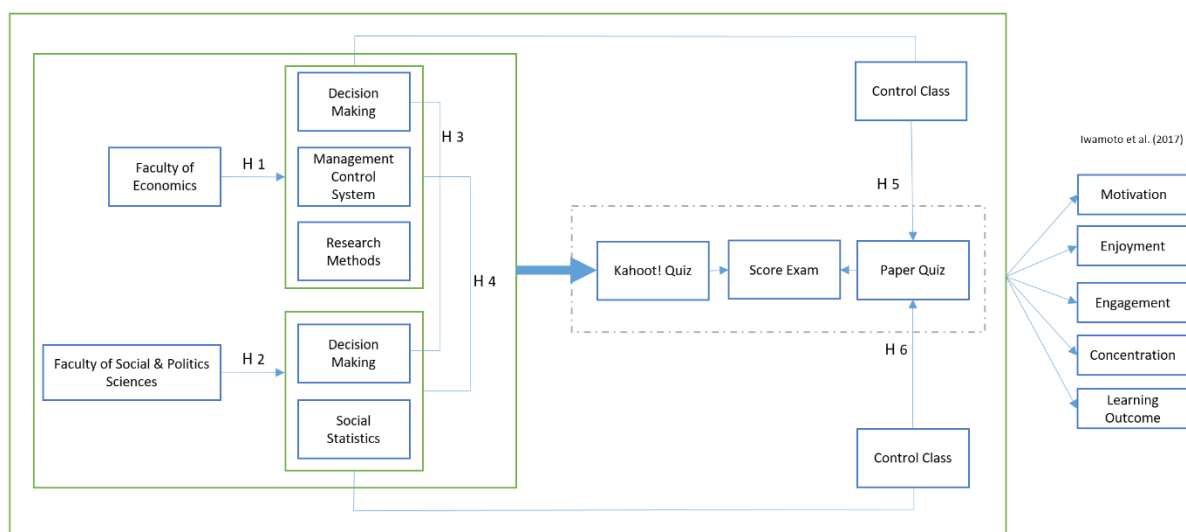 Decision
Making
Control Class
H 3
Iwamoto et al. (2017)
Faculty of
Economics
H 1
Management
Control
System
H 5
Motivation
Research
Methods
Enjoyment
Kahoot! Quiz
Score Exam
Paper Quiz
H 4
Engagement
Faculty of Social & Politics
Sciences
H 2
Decision
Making
H 6
Concentration
Social
Statistics
Learning
Outcome
Control Class